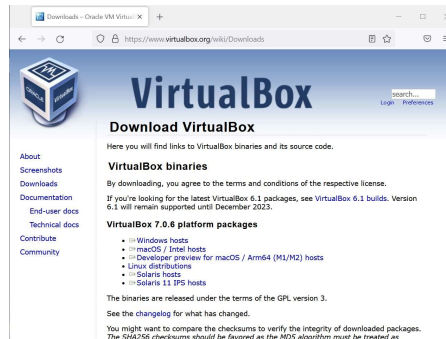 Downloads – Oracle VM Virtual
https://www.virtualbox.org/wiki/Downloads
ORACLE
VirtualBox
VirtualBox
search...
Login Preferences
Download VirtualBox
Here you will find links to VirtualBox binaries and its source code.
About
Screenshots
Downloads
Documentation
End-user docs
Technical docs
Contribute
Community
VirtualBox binaries
By downloading, you agree to the terms and conditions of the respective license.
If you're looking for the latest VirtualBox 6.1 packages, see VirtualBox 6.1 builds. Version
6.1 will remain supported until December 2023.
VirtualBox 7.0.6 platform packages
Windows hosts
macOS / Intel hosts
Developer preview for macOS / Arm64 (M1/M2) hosts
Linux distributions
Solaris hosts
Solaris 11 IPS hosts
The binaries are released under the terms of the GPL version 3.
See the changelog for what has changed.
You might want to compare the checksums to verify the integrity of downloaded packages.
The SHA256 checksums should be favored as the MD5 algorithm must be treated as